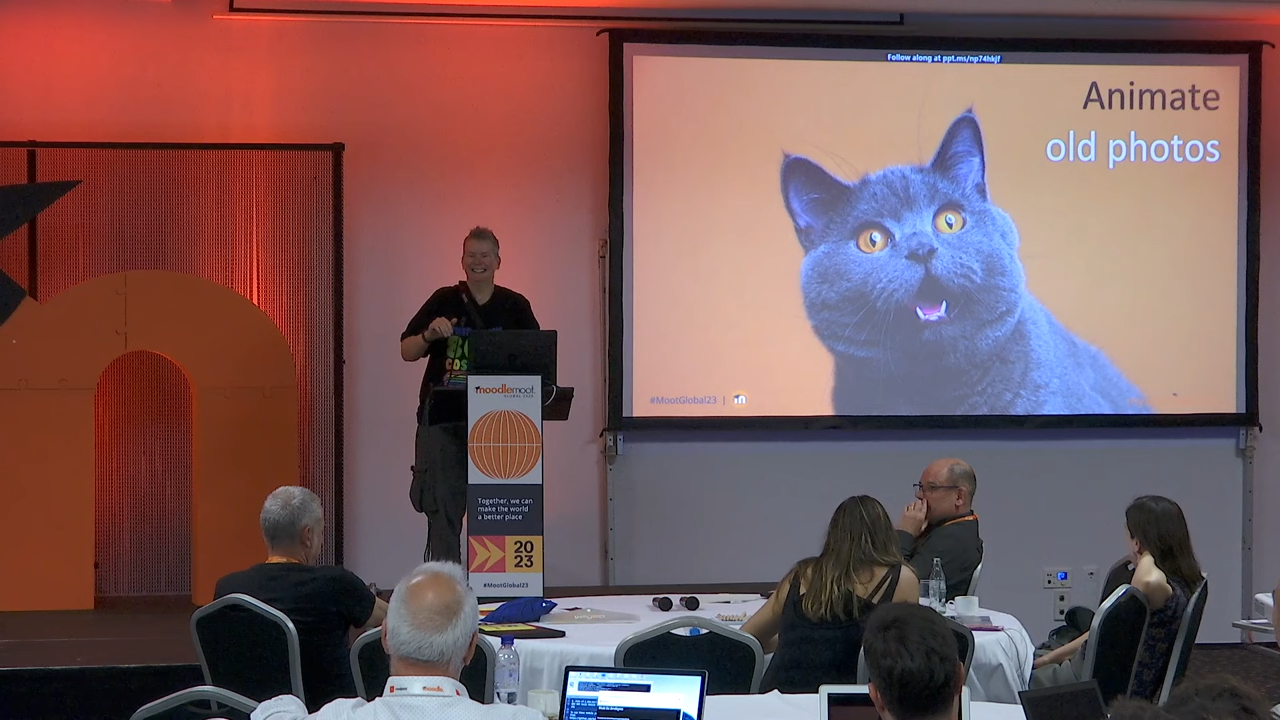 Follow along at ppt.ms/np74hkjf
Animate
old photos
#MootGlobal23 |
moodlemoot
GLOBAL 2023
Together, we can
make the world
a better place
20
23
#MootGlobal23
moodle